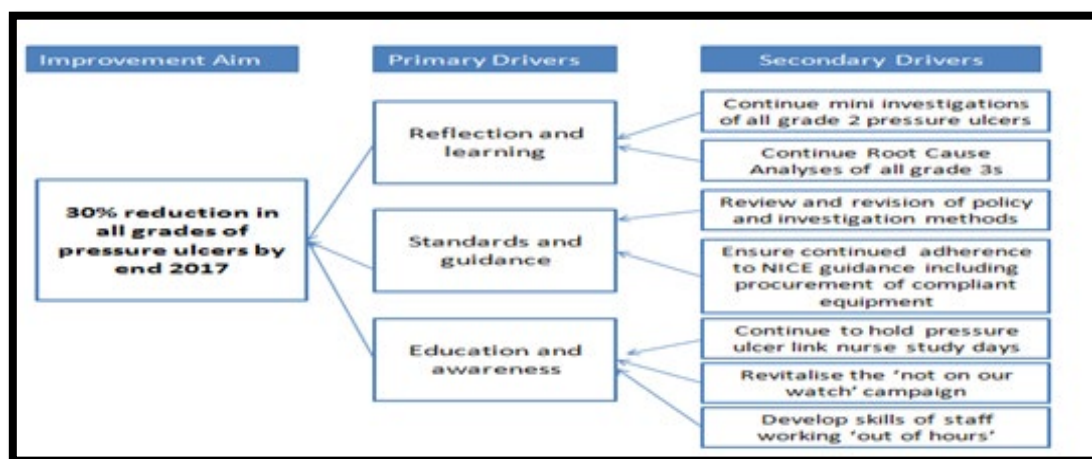 Improvement Aim
Primary Drivers
Secondary Drivers
30% reduction in
all grades of
pressure ulcers by
end 2017
Reflection and
learning
Standards and
guidance
Education and
awareness
Continue mini investigations
of all grade 2 pressure ulcers
Continue Root Cause
Analyses of all grade 3s
Review and revision of policy
and investigation methods
Ensure continued adherence
to NICE guidance including
procurement of compliant
equipment
Continue to hold pressure
ulcer link nurse study days
Revitalise the ‘not on our
watch’ campaign
Develop skills of staff
working ‘out of hours’